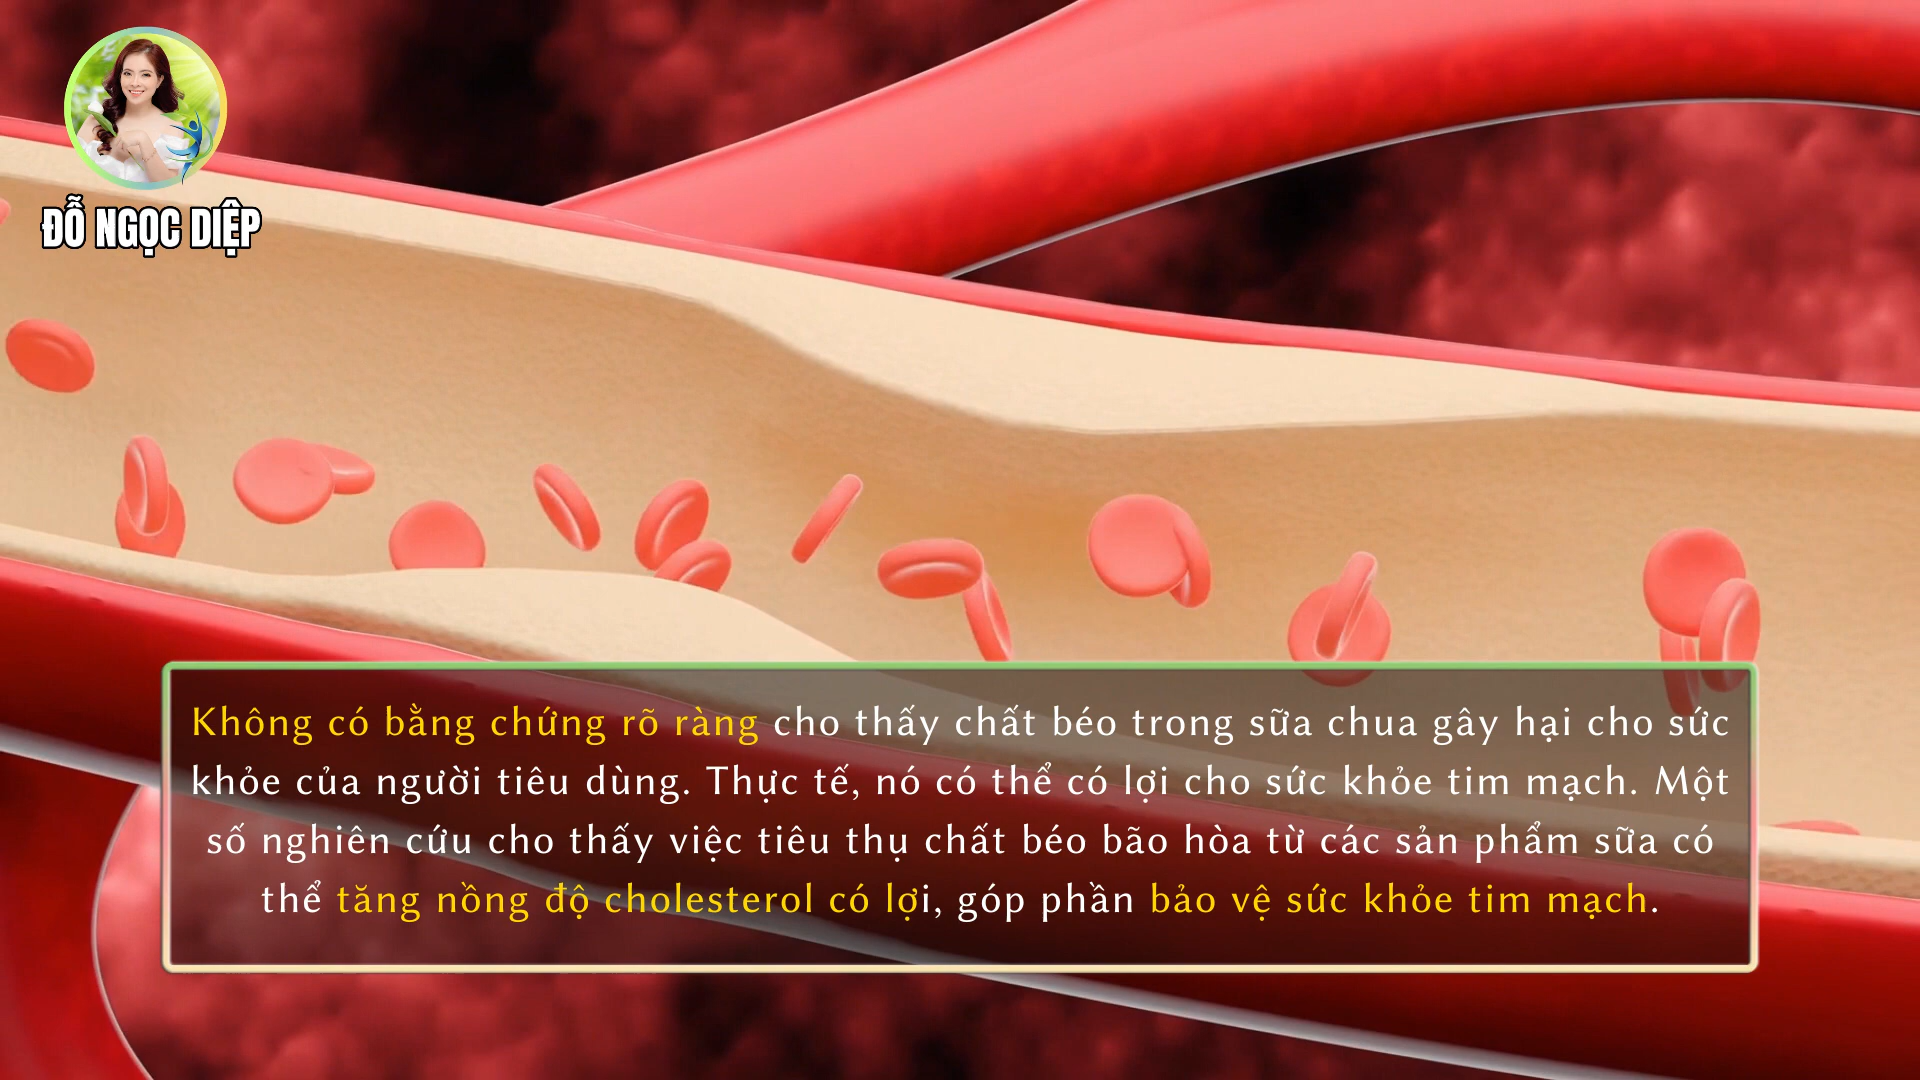 ĐỖ NGỌC DIỆP
Không có bằng chứng rõ ràng cho thấy chất béo trong sữa chua gây hại cho sức
khỏe của người tiêu dùng. Thực tế, nó có thể có lợi cho sức khỏe tim mạch. Một
số nghiên cứu cho thấy việc tiêu thụ chất béo bão hòa từ các sản phẩm sữa có
thể tăng nồng độ cholesterol có lợi, góp phần bảo vệ sức khỏe tim mạch.